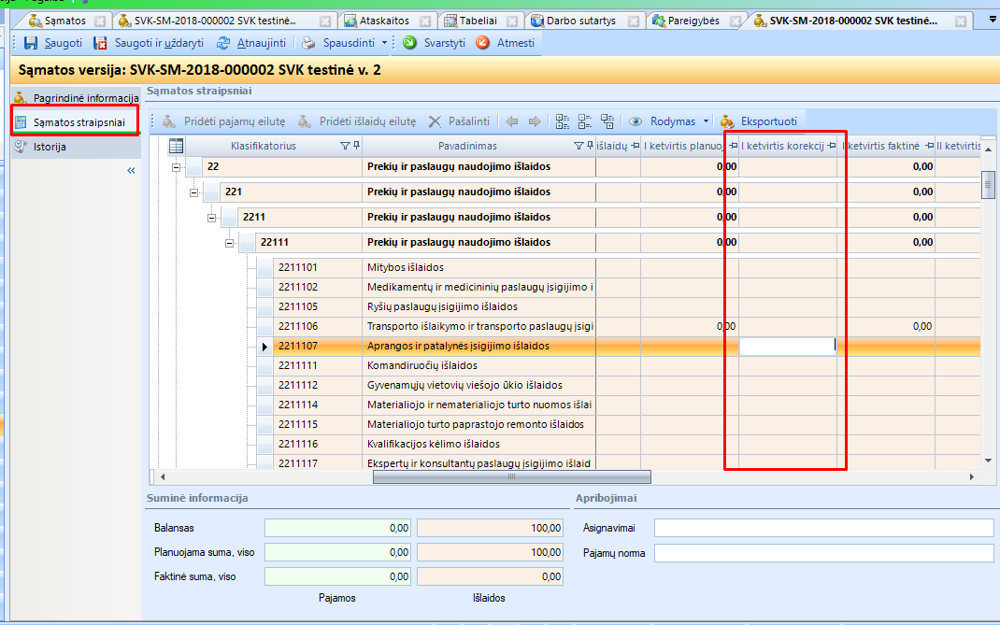 Sąmatos
SVK-SM-2018-000002 SVK testinė...
Ataskaitos
Tabeliai
Darbo sutartys
Pareigybės
SVK-SM-2018-000002 SVK testinė...
Saugoti
Saugoti ir uždaryti
Atnaujinti
Spausdinti
Svarstyti
Atmesti
Sąmatos versija: SVK-SM-2018-000002 SVK testinė v. 2
Pagrindinė informacija
Sąmatos straipsniai
Istorija
«
Sąmatos straipsniai
Pridėti pajamų eilutę
Pridėti išlaidų eilutę
Pašalinti
Rodymas
Eksportuoti
Klasifikatorius
Pavadinimas
išlaidų
I ketvirtis planuoj
I ketvirtis korekcij
I ketvirtis faktinė
II ketvirtis
22 Prekių ir paslaugų naudojimo išlaidos 0,00 0,00
221 Prekių ir paslaugų naudojimo išlaidos 0,00 0,00
2211 Prekių ir paslaugų naudojimo išlaidos 0,00 0,00
22111 Prekių ir paslaugų naudojimo išlaidos 0,00 0,00
2211101 Mitybos išlaidos
2211102 Medikamentų ir medicininių paslaugų įsigijimo i
2211105 Ryšių paslaugų įsigijimo išlaidos
2211106 Transporto išlaikymo ir transporto paslaugų įsigi 0,00 0,00
2211107 Aprangos ir patalynės įsigijimo išlaidos
2211111 Komandiruočių išlaidos
2211112 Gyvenamųjų vietovių viešojo ūkio išlaidos
2211114 Materialiojo ir nematerialiojo turto nuomos išlai
2211115 Materialiojo turto paprastojo remonto išlaidos
2211116 Kvalifikacijos kėlimo išlaidos
2211117 Ekspertų ir konsultantų paslaugų įsigijimo išlaid
Suminė informacija
Balansas 0,00 100,00
Planuojama suma, viso 0,00 100,00
Faktinė suma, viso 0,00 0,00
Pajamos Išlaidos
Apribojimai
Asignavimai
Pajamų norma